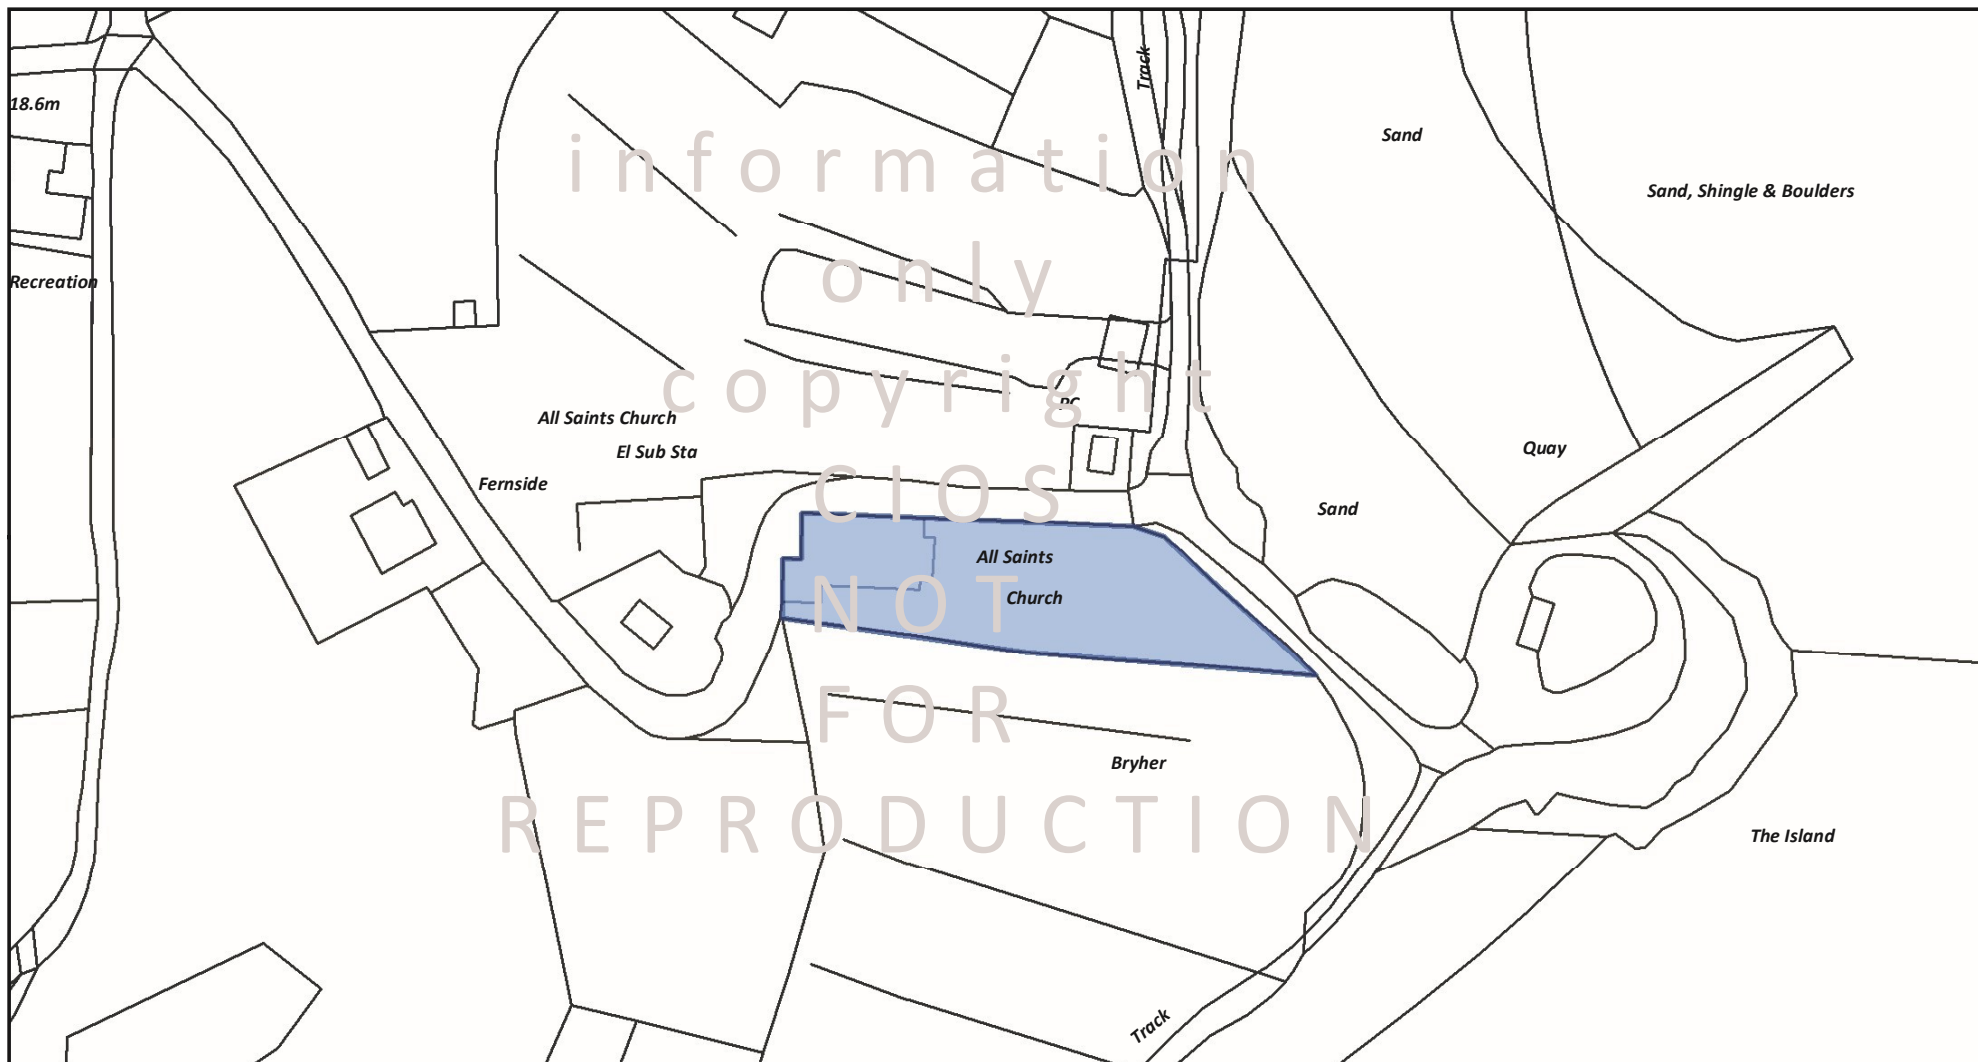 Track
18.6m
Sand
information
Sand, Shingle & Boulders
only
Recreation
copyright
PC
All Saints Church
El Sub Sta
Quay
Fernside
CIOS
Sand
All Saints
Church
NOT
FOR
Bryher
REPRODUCTION
The Island
Track